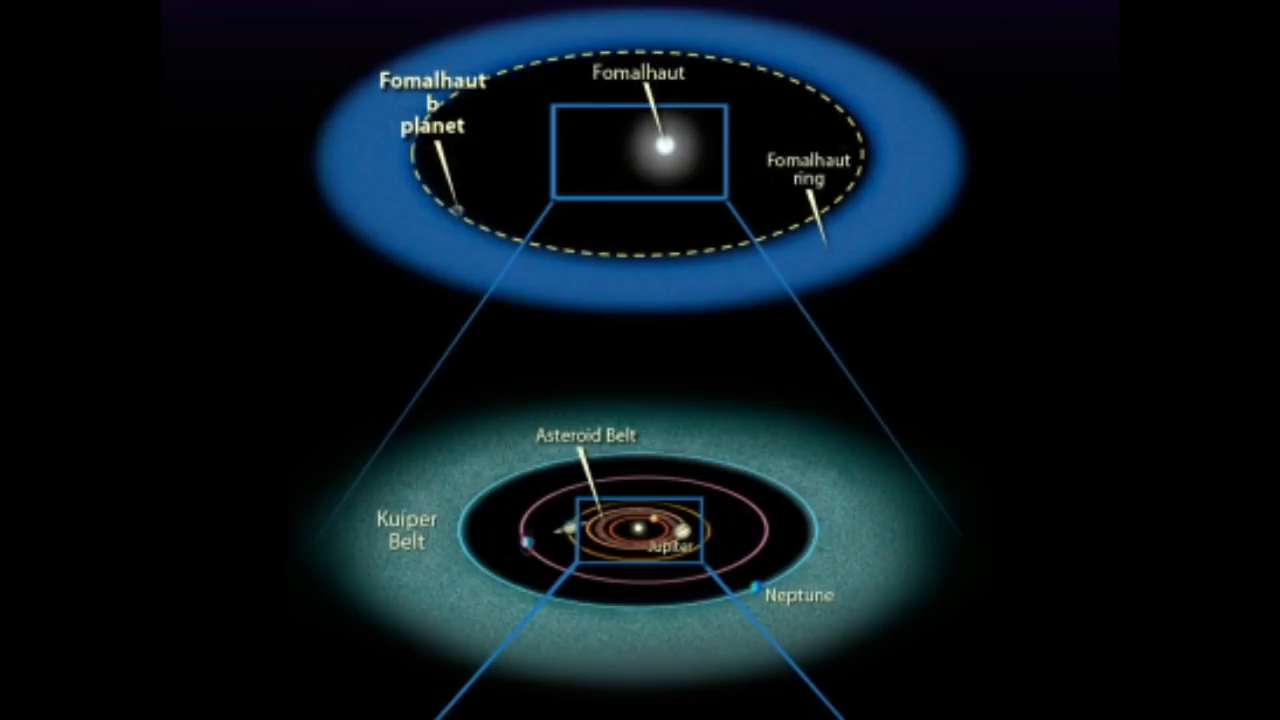 Fomalhaut
b
planet
Fomalhaut
Fomalhaut
ring
Asteroid Belt
Kuiper
Belt
Jupiter
Neptune